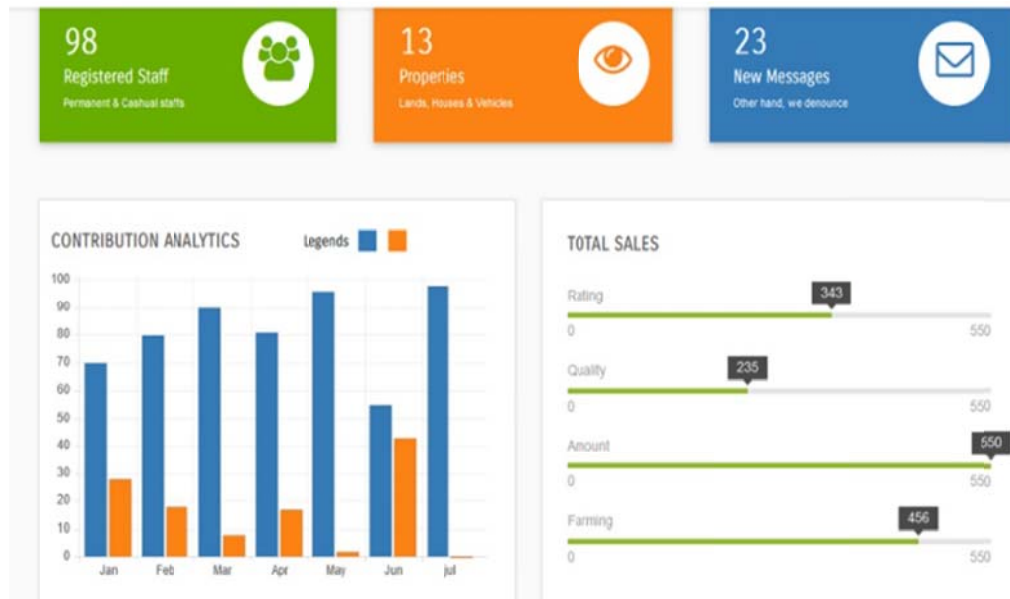 98
Registered Staff
Permanent & Cashual staffs
13
Properties
Lands, Houses & Vehicles
23
New Messages
Other hand, we denounce
CONTRIBUTION ANALYTICS
Legends
100
90
80
70
60
50
40
30
20
10
0
Jan Feb Mar Apr May Jun jul
TOTAL SALES
Rating
343
0 550
Quality
235
0 550
Amount
550
0 550
Farming
456
0 550